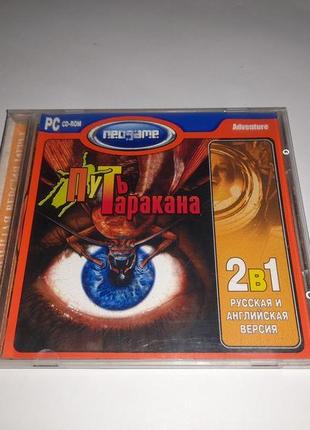 PC CD-ROM
neogame
Adventure
Путь
Таракана
2в1
РУССКАЯ И
АНГЛИЙСКАЯ
ВЕРСИЯ